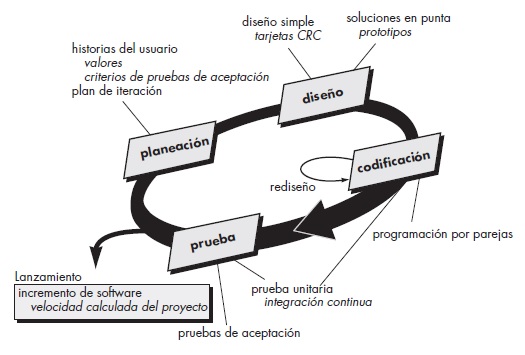 diseño simple
tarjetas CRC
soluciones en punta
prototipos
historias del usuario
valores
criterios de pruebas de aceptación
plan de iteración
diseño
planeación
codificación
rediseño
prueba
programación por parejas
Lanzamiento
incremento de software
velocidad calculada del proyecto
prueba unitaria
integración continua
pruebas de aceptación